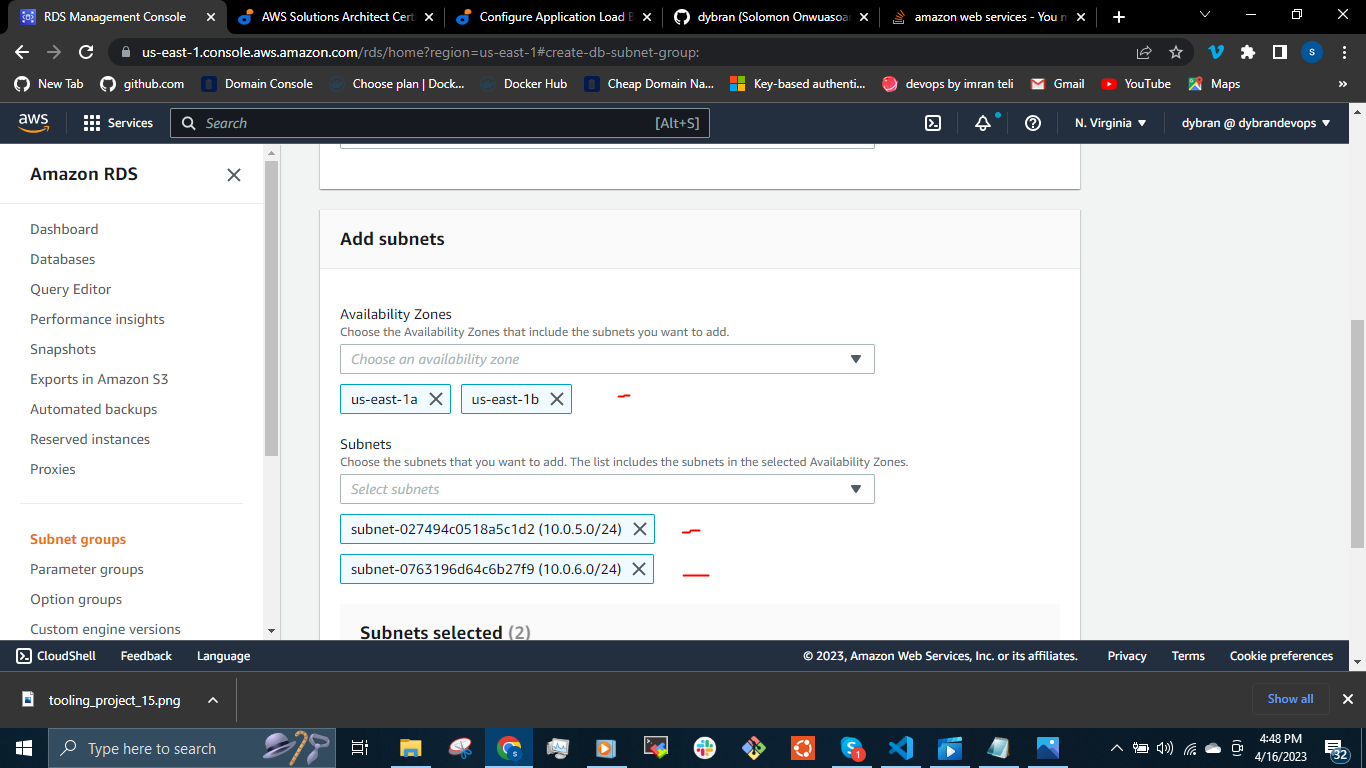 RDS Management Console
AWS Solutions Architect Cert
Configure Application Load B
dybran (Solomon Onwuasoan
amazon web services - You n
us-east-1.console.aws.amazon.com/rds/home?region=us-east-1#create-db-subnet-group:
S
New Tab
github.com
Domain Console
Choose plan | Dock...
Docker Hub
Cheap Domain Na...
Key-based authenti...
devops by imran teli
Gmail
YouTube
Maps
»
aws
Services
Search
[Alt+S]
N. Virginia
dybran @ dybrandevops
Amazon RDS
Dashboard
Databases
Query Editor
Performance insights
Snapshots
Exports in Amazon S3
Automated backups
Reserved instances
Proxies
Subnet groups
Parameter groups
Option groups
Custom engine versions
Add subnets
Availability Zones
Choose the Availability Zones that include the subnets you want to add.
Choose an availability zone
us-east-1a
us-east-1b
Subnets
Choose the subnets that you want to add. The list includes the subnets in the selected Availability Zones.
Select subnets
subnet-027494c0518a5c1d2 (10.0.5.0/24)
subnet-0763196d64c6b27f9 (10.0.6.0/24)
Subnets selected (2)
CloudShell
Feedback
Language
© 2023, Amazon Web Services, Inc. or its affiliates.
Privacy
Terms
Cookie preferences
tooling_project_15.png
Show all
Type here to search
4:48 PM
4/16/2023
32